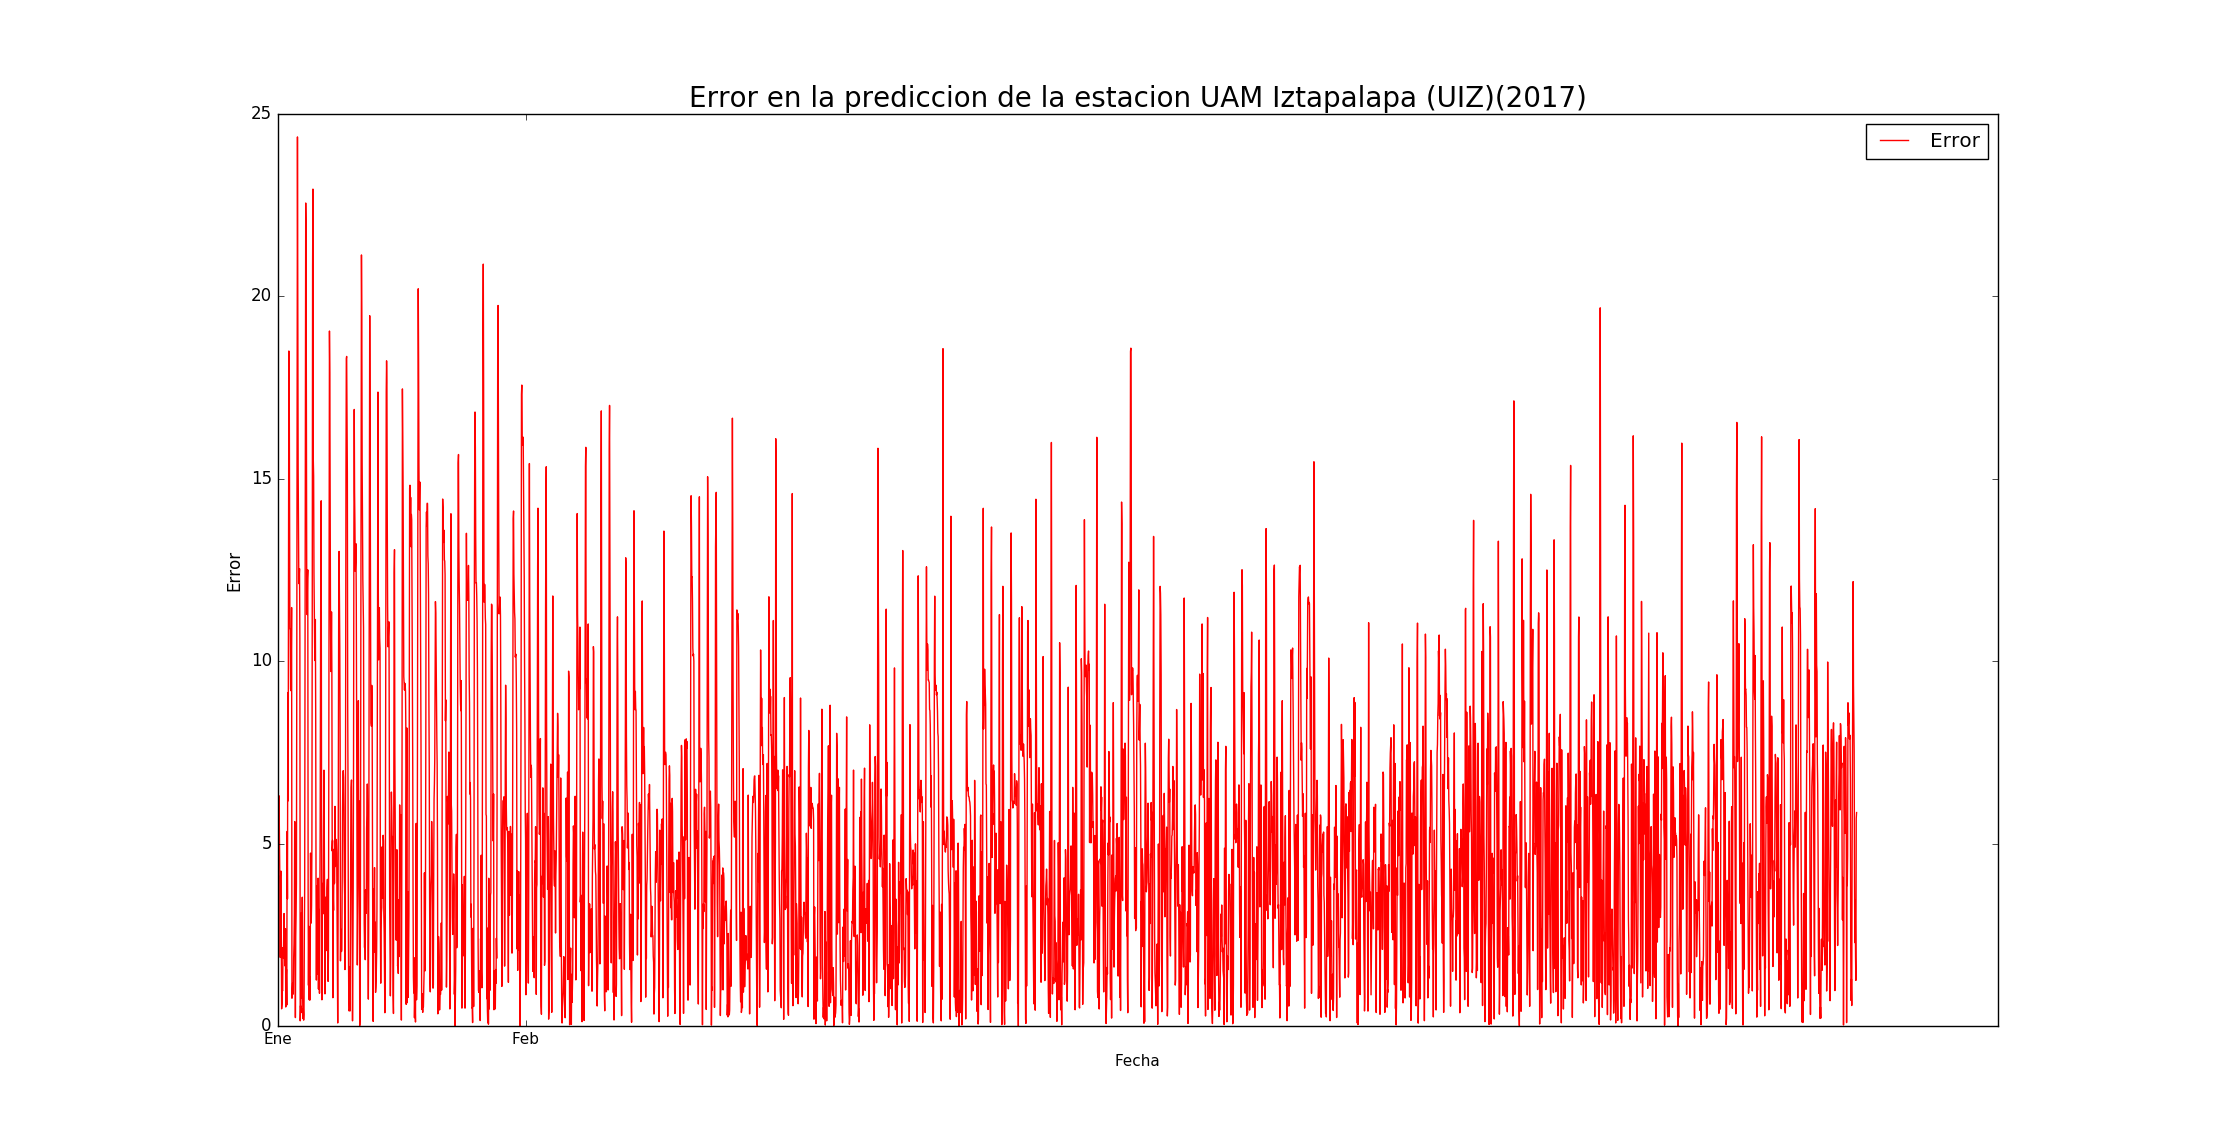 Error en la prediccion de la estacion UAM Iztapalapa (UIZ)(2017)
25
Error
20
15
Error
10
5
0
Ene Feb
Fecha